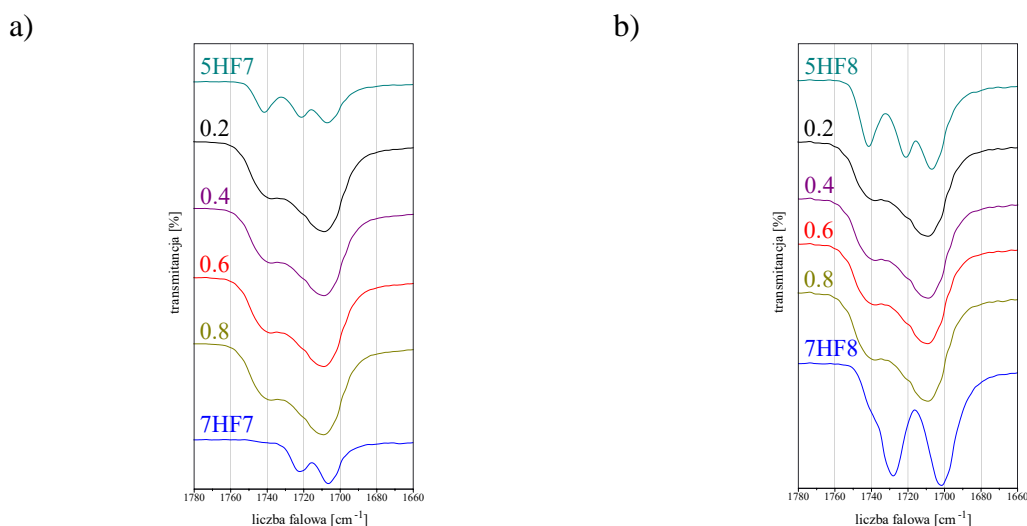 a)
5HF7
0.2
0.4
0.6
0.8
7HF7
transmitancja [%]
1780 1760 1740 1720 1700 1680 1660
liczba falowa [cm⁻¹]
b)
5HF8
0.2
0.4
0.6
0.8
7HF8
transmitancja [%]
1780 1760 1740 1720 1700 1680 1660
liczba falowa [cm⁻¹]